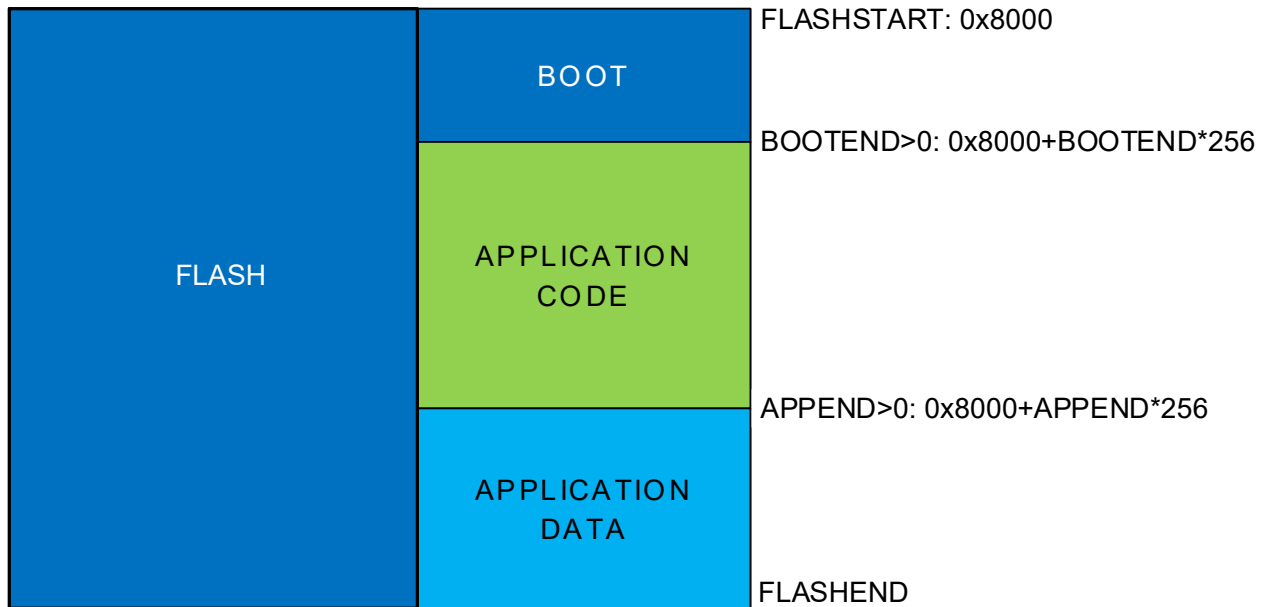 FLASHSTART: 0x8000
BOOT
BOOTEND>0: 0x8000+BOOTEND*256
FLASH
APPLICATION
CODE
APPEND>0: 0x8000+APPEND*256
APPLICATION
DATA
FLASHEND